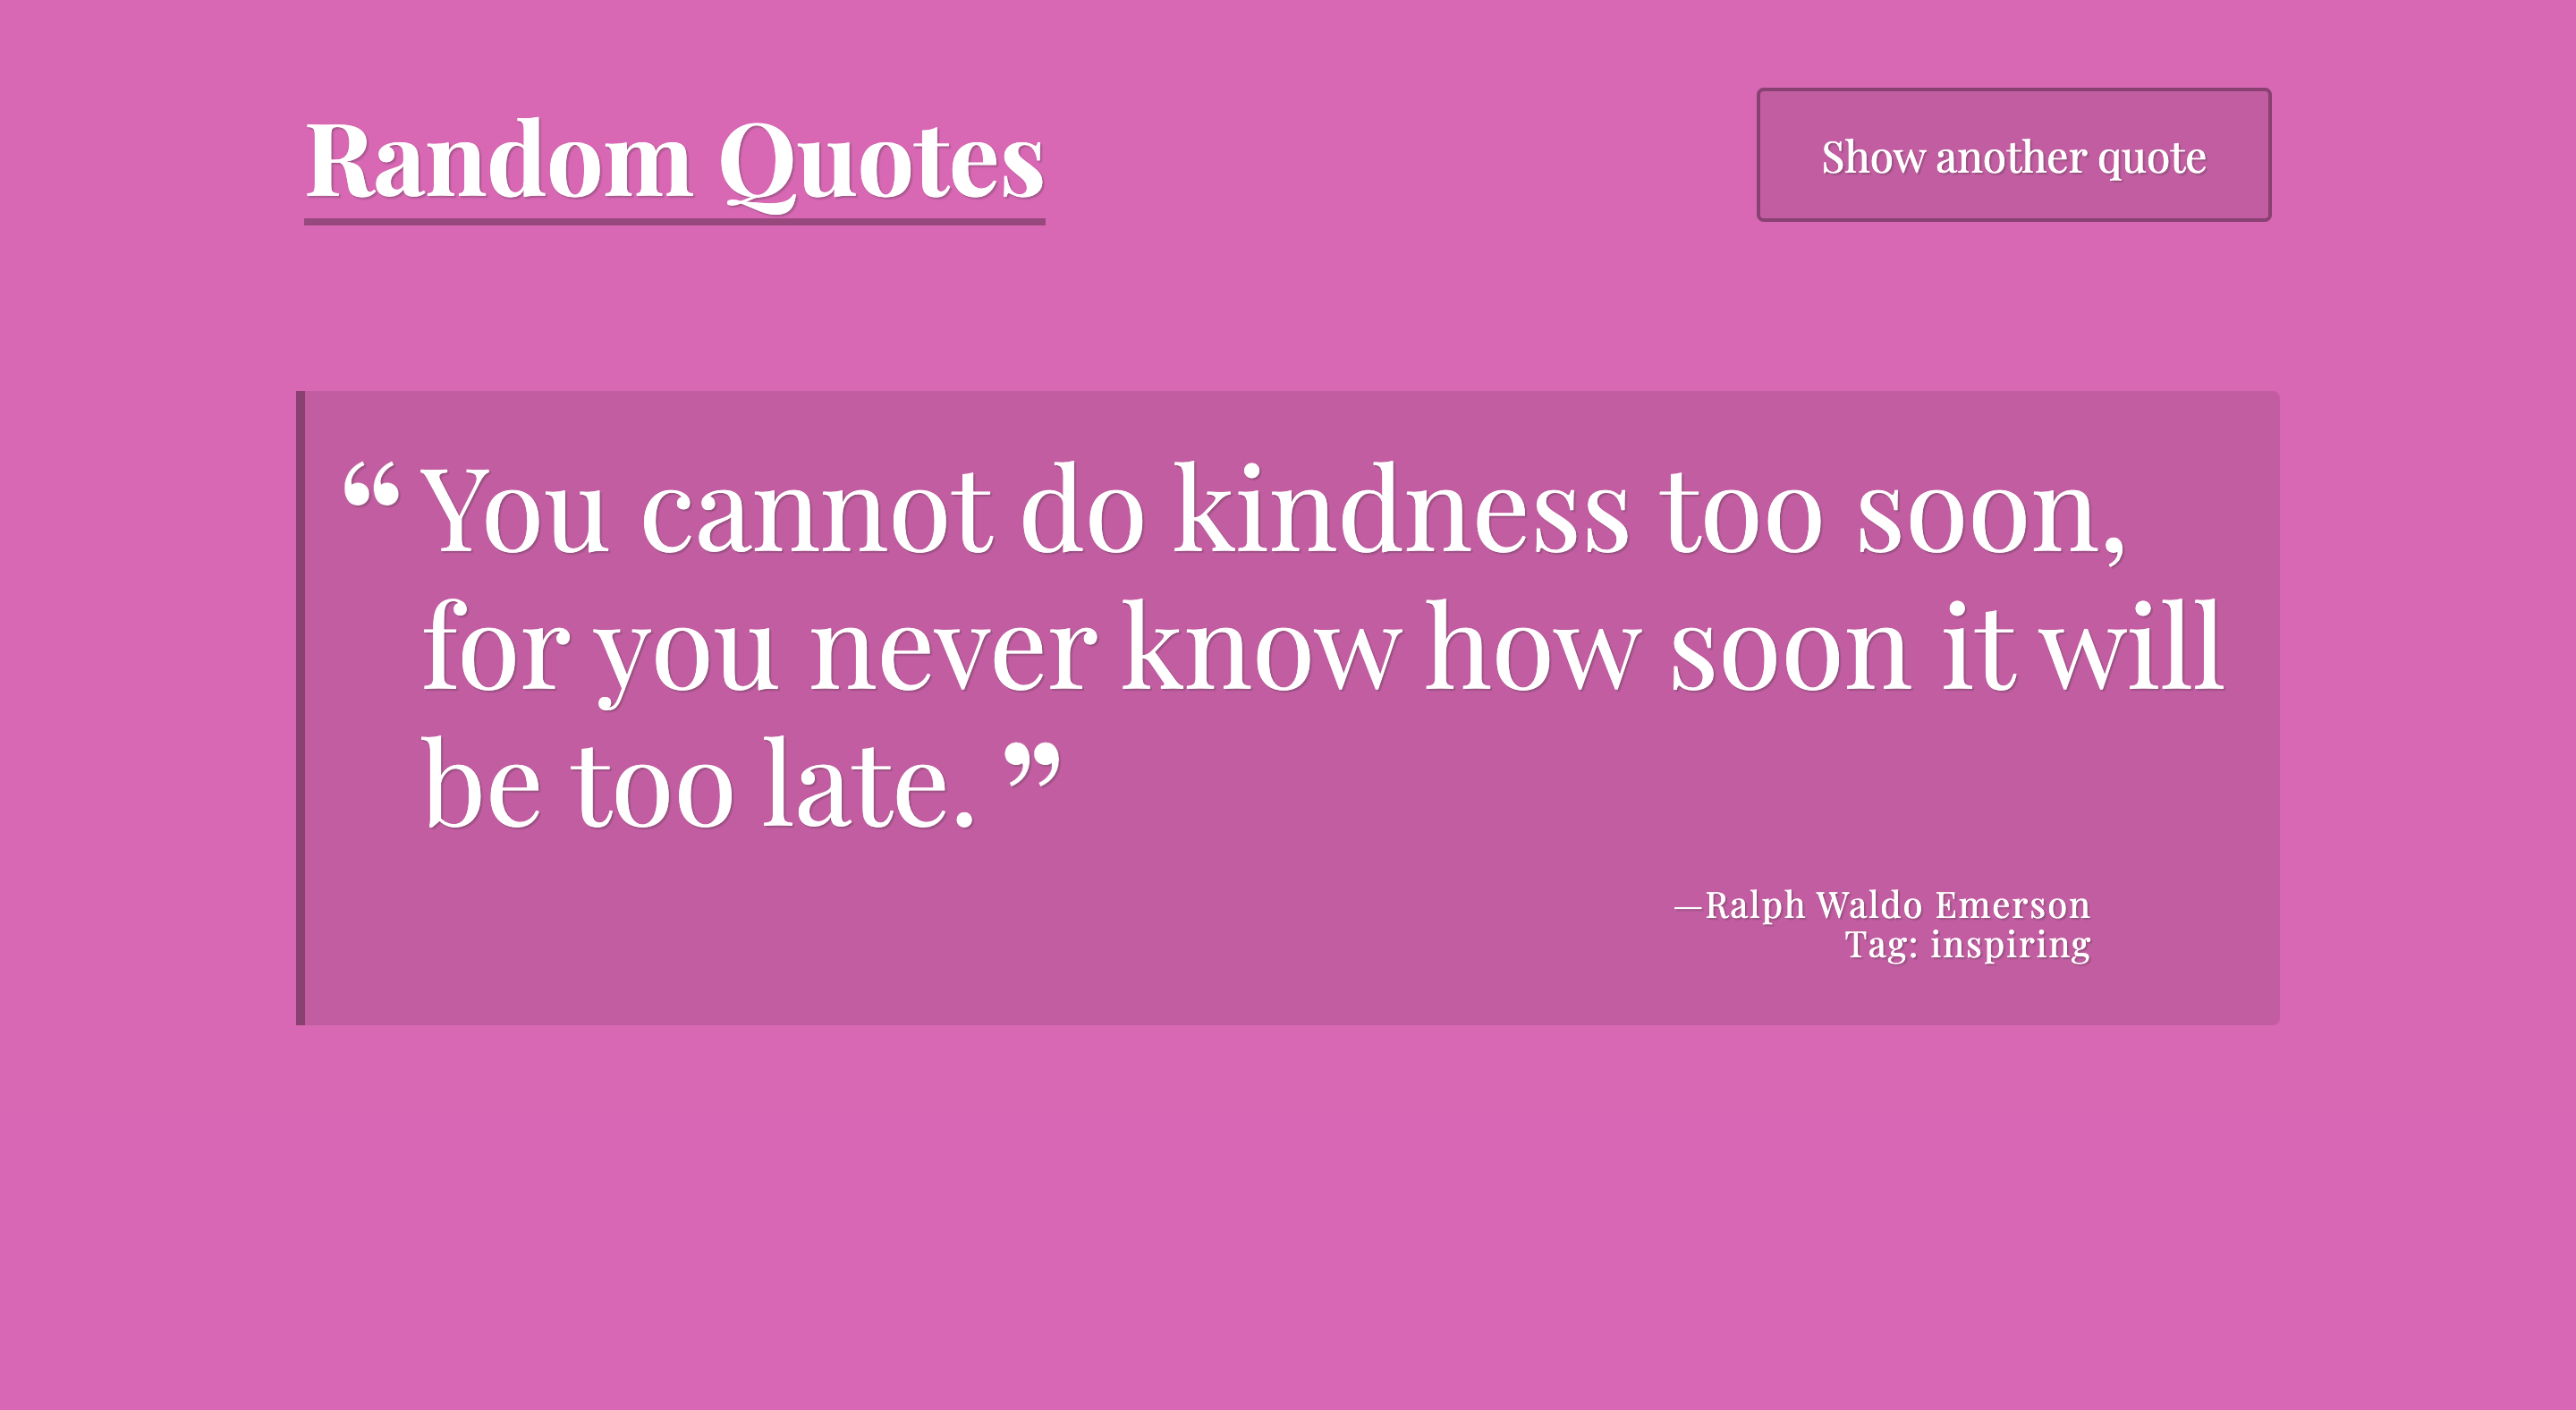 Random Quotes
Show another quote
“You cannot do kindness too soon,
for you never know how soon it will
be too late.”
—Ralph Waldo Emerson
Tag: inspiring